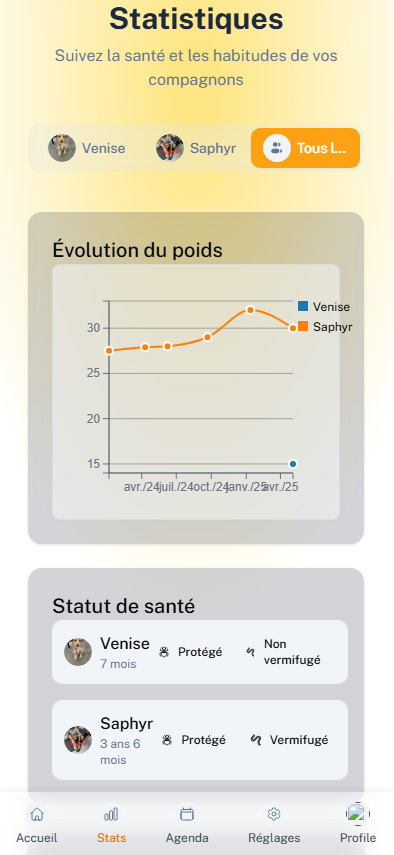 Statistiques
Suivez la santé et les habitudes de vos
compagnons
Venise
Saphyr
Tous l...
Évolution du poids
Venise
Saphyr
30
25
20
15
avr./24
juil./24
oct./24
janv./25
avr./25
Statut de santé
Venise
7 mois
Protégé
Non
vermifugé
Saphyr
3 ans 6
mois
Protégé
Vermifugé
Accueil
Stats
Agenda
Réglages
Profile